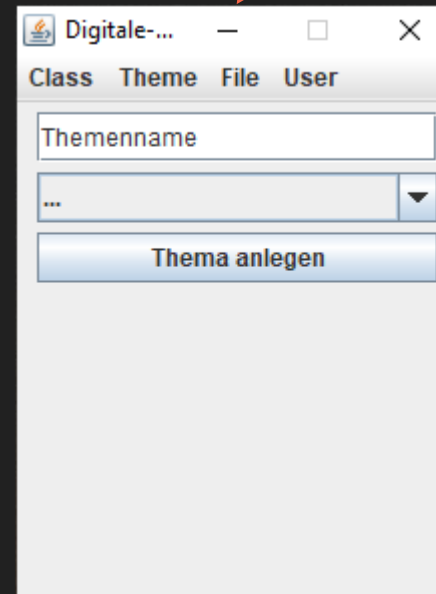 Digitale-...
Class Theme File User
Themenname
...
Thema anlegen